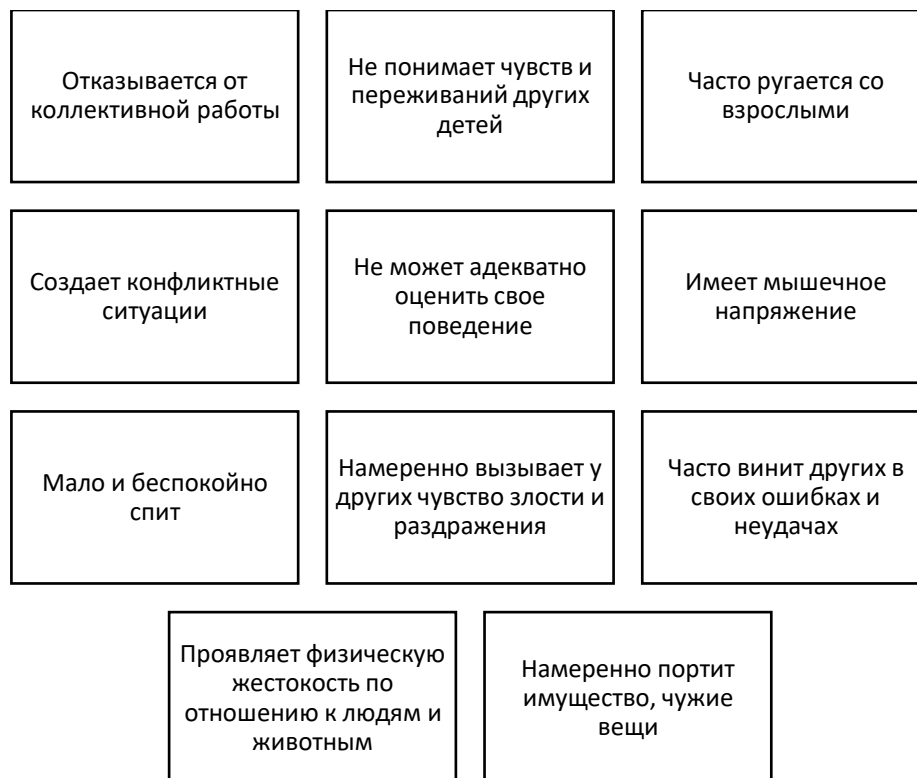 Отказывается от
коллективной работы
Не понимает чувств и
переживаний других
детей
Часто ругается со
взрослыми
Создает конфликтные
ситуации
Не может адекватно
оценить свое
поведение
Имеет мышечное
напряжение
Мало и беспокойно
спит
Намеренно вызывает у
других чувство злости и
раздражения
Часто винит других в
своих ошибках и
неудачах
Проявляет физическую
жестокость по
отношению к людям и
животным
Намеренно портит
имущество, чужие
вещи